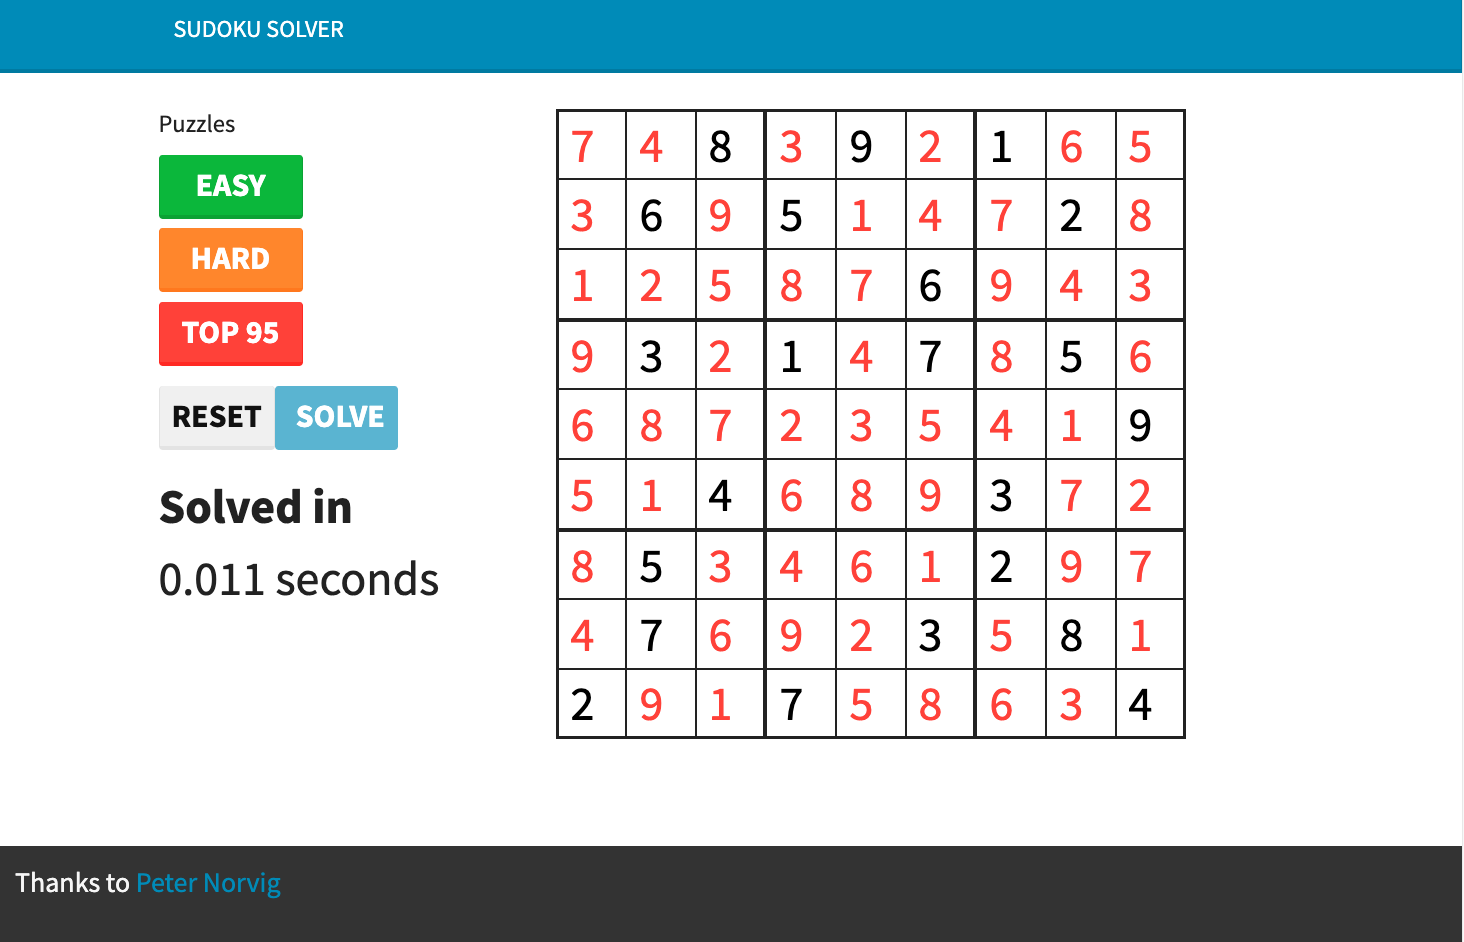 SUDOKU SOLVER
Puzzles
EASY
HARD
TOP 95
RESET SOLVE
Solved in
0.011 seconds
7 4 8 3 9 2 1 6 5
3 6 9 5 1 4 7 2 8
1 2 5 8 7 6 9 4 3
9 3 2 1 4 7 8 5 6
6 8 7 2 3 5 4 1 9
5 1 4 6 8 9 3 7 2
8 5 3 4 6 1 2 9 7
4 7 6 9 2 3 5 8 1
2 9 1 7 5 8 6 3 4
Thanks to Peter Norvig